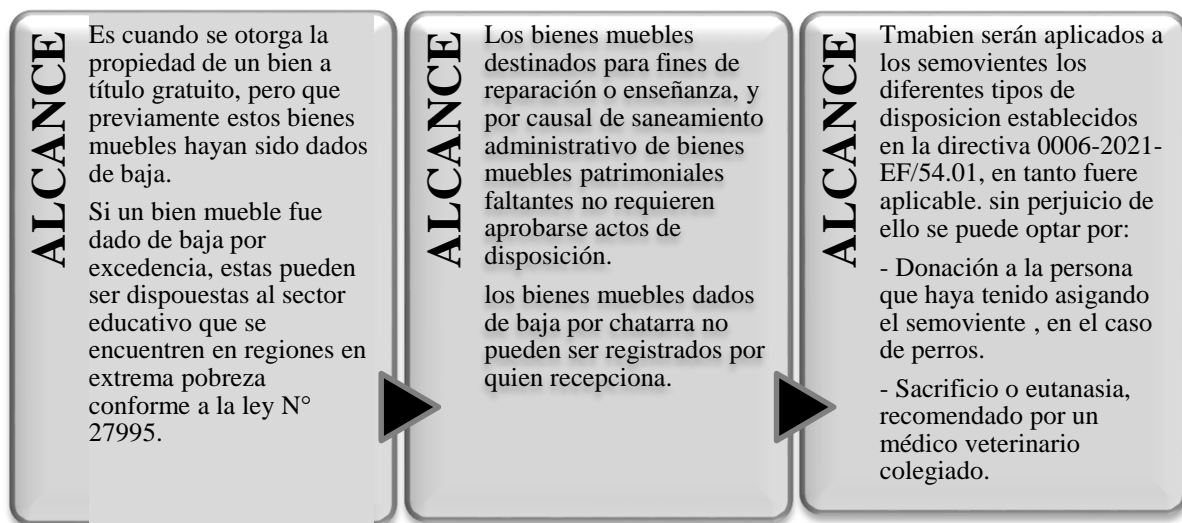 ALCANCE
Es cuando se otorga la
propiedad de un bien a
título gratuito, pero que
previamente estos bienes
muebles hayan sido dados
de baja.
Si un bien mueble fue
dado de baja por
excedencia, estas pueden
ser dispouestas al sector
educativo que se
encuentren en regiones en
extrema pobreza
conforme a la ley N°
27995.
ALCANCE
Los bienes muebles
destinados para fines de
reparación o enseñanza, y
por causal de saneamiento
administrativo de bienes
muebles patrimoniales
faltantes no requieren
aprobarse actos de
disposición.
los bienes muebles dados
de baja por chatarra no
pueden ser registrados por
quien recepciona.
ALCANCE
Tmabien serán aplicados a
los semovientes los
diferentes tipos de
disposicion establecidos
en la directiva 0006-2021-
EF/54.01, en tanto fuere
aplicable. sin perjuicio de
ello se puede optar por:
- Donación a la persona
que haya tenido asigando
el semoviente , en el caso
de perros.
- Sacrificio o eutanasia,
recomendado por un
médico veterinario
colegiado.